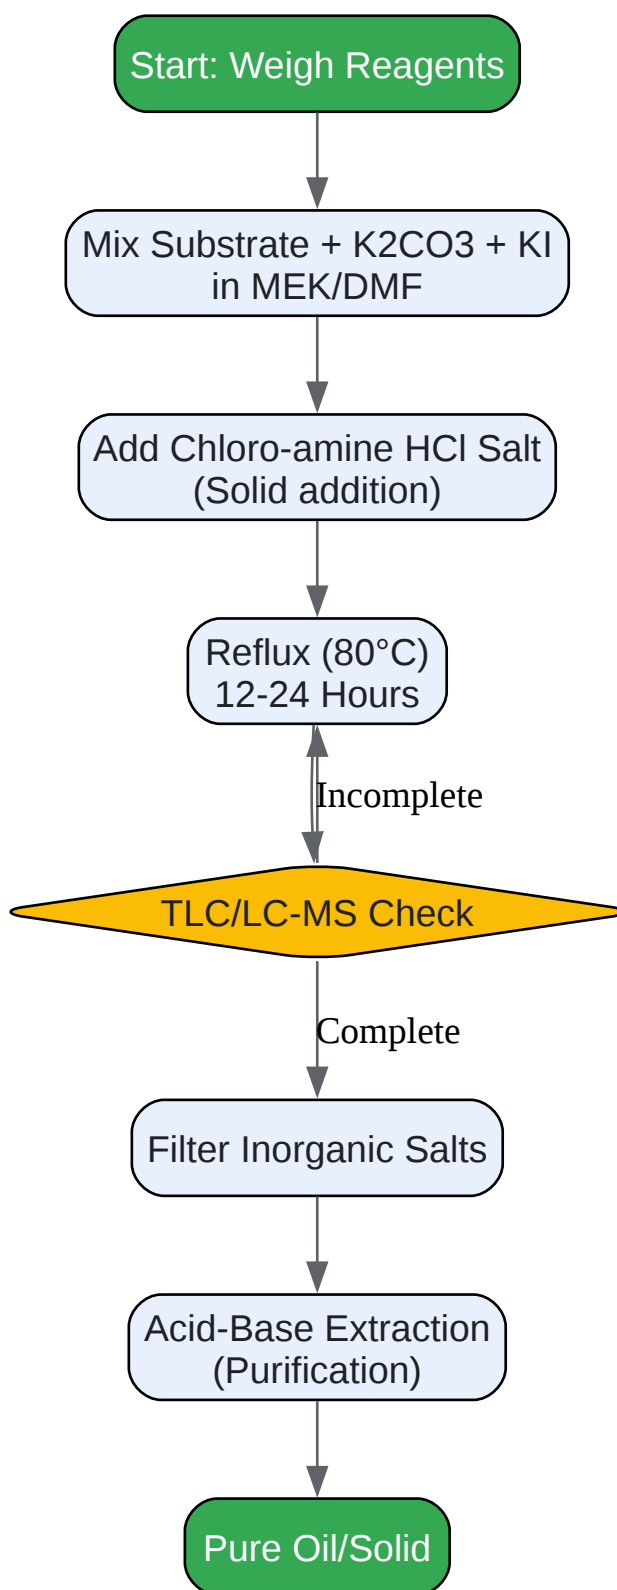 Start: Weigh Reagents
Mix Substrate + K2CO3 + KI
in MEK/DMF
Add Chloro-amine HCl Salt
(Solid addition)
Reflux (80°C)
12-24 Hours
Incomplete
TLC/LC-MS Check
Complete
Filter Inorganic Salts
Acid-Base Extraction
(Purification)
Pure Oil/Solid